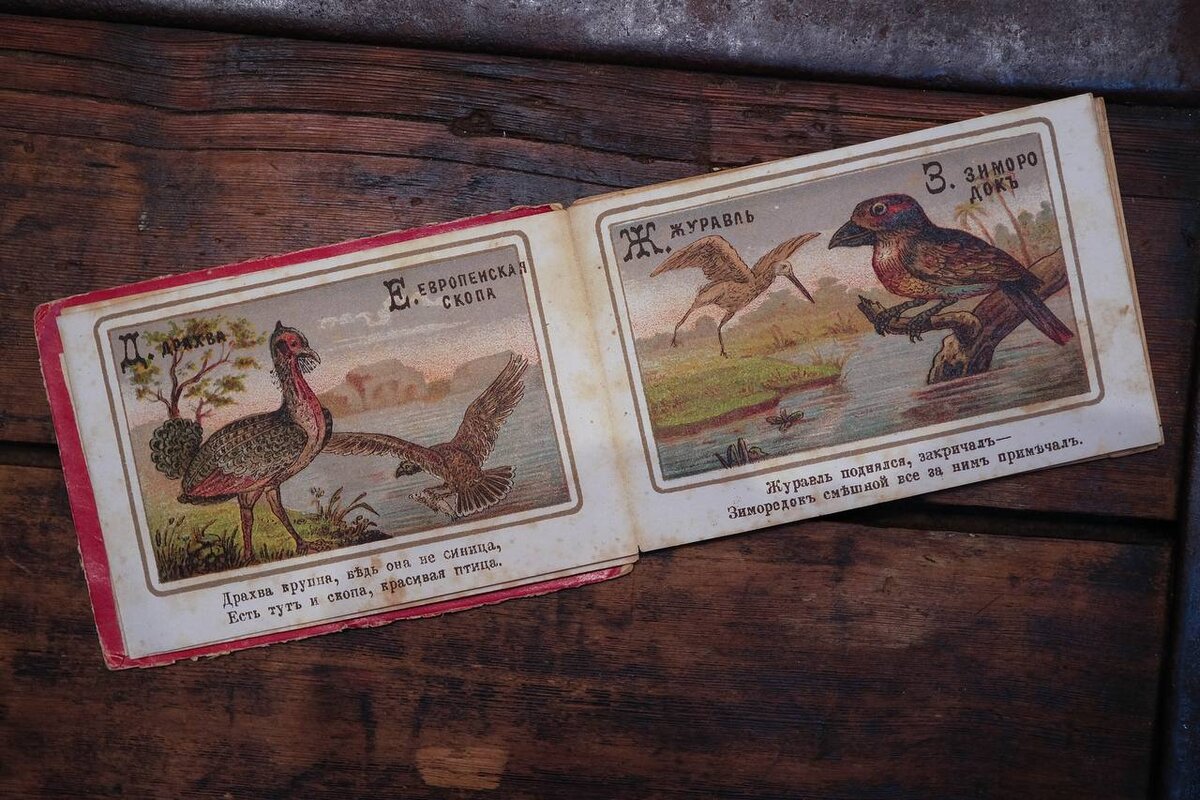 Д. ДРАХВА
Е. ЕВРОПЕЙСКАЯ
СКОПА
Драхва крупна, вѣдь она не синица,
Есть тутъ и скопа, красивая птица.
Ж. ЖУРАВЛЬ
З. ЗИМОРО
ДОКЪ
Журавль поднялся, закричалъ—
Зимородокъ смѣшной все за нимъ примѣчалъ.